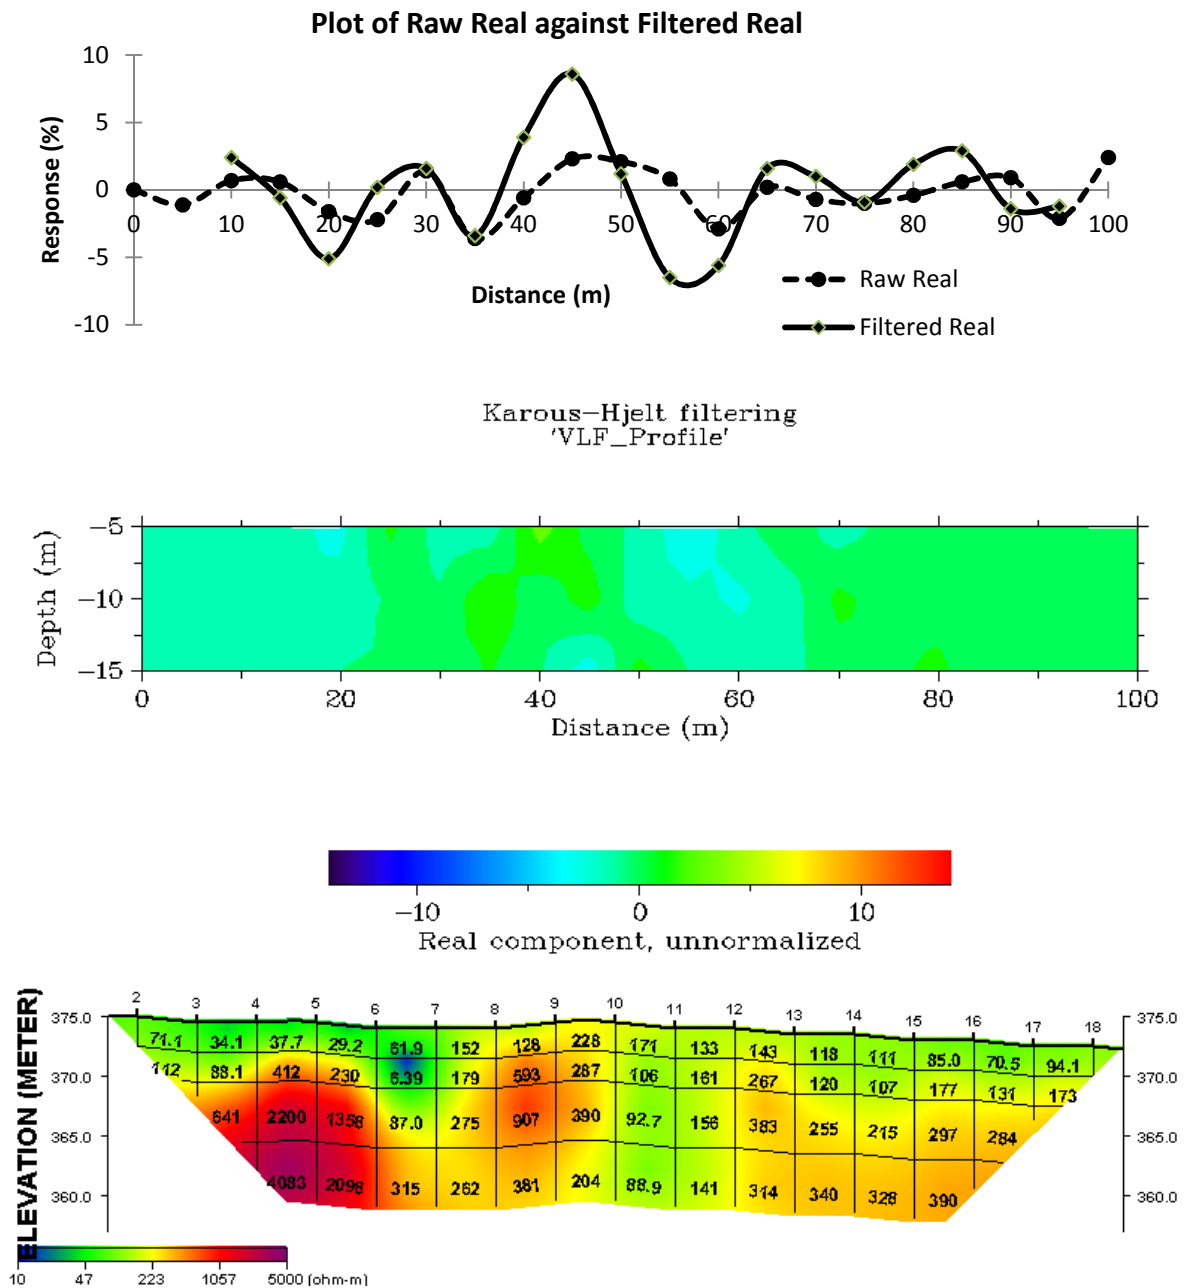 Plot of Raw Real against Filtered Real
10
5
0
-5
-10
Response (%)
0 10 20 30 40 50 60 70 80 90 100
Distance (m)
Raw Real
Filtered Real
Karous-Hjelt filtering
'VLF_Profile'
-5
-10
-15
Depth (m)
0 20 40 60 80 100
Distance (m)
-10 0 10
Real component, unnormalized
ELEVATION (METER)
2 3 4 5 6 7 8 9 10 11 12 13 14 15 16 17 18
375.0 375.0
71.1 34.1 37.7 29.2 61.9 152 128 228 171 133 143 118 111 85.0 70.5 94.1
370.0 370.0
112 88.1 412 230 6.39 179 593 287 106 161 267 120 107 177 131 173
641 2200 1358 87.0 275 907 390 92.7 156 383 255 215 297 284
365.0 365.0
4083 2098 315 262 381 204 88.9 141 314 340 328 390
360.0 360.0
10 47 223 1057 5000 (ohm-m)